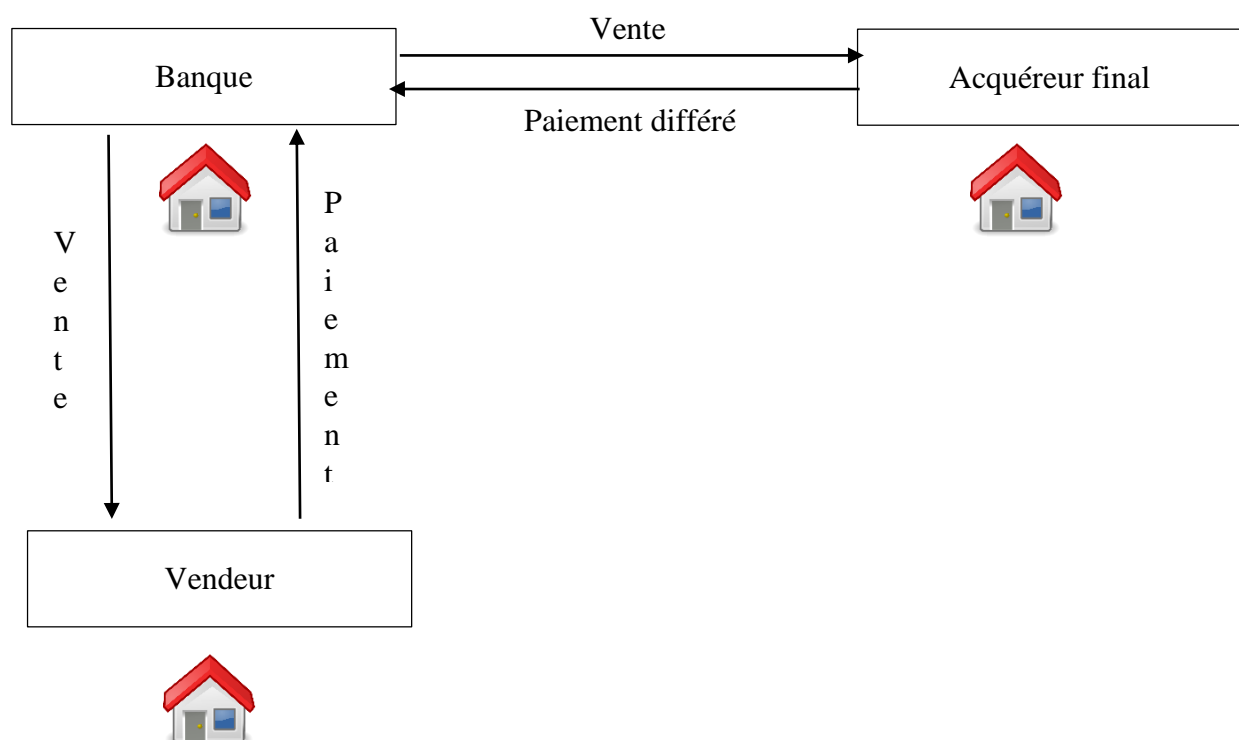 Vente
Banque
Acquéreur final
Paiement différé
Vente
Paiement
Vendeur